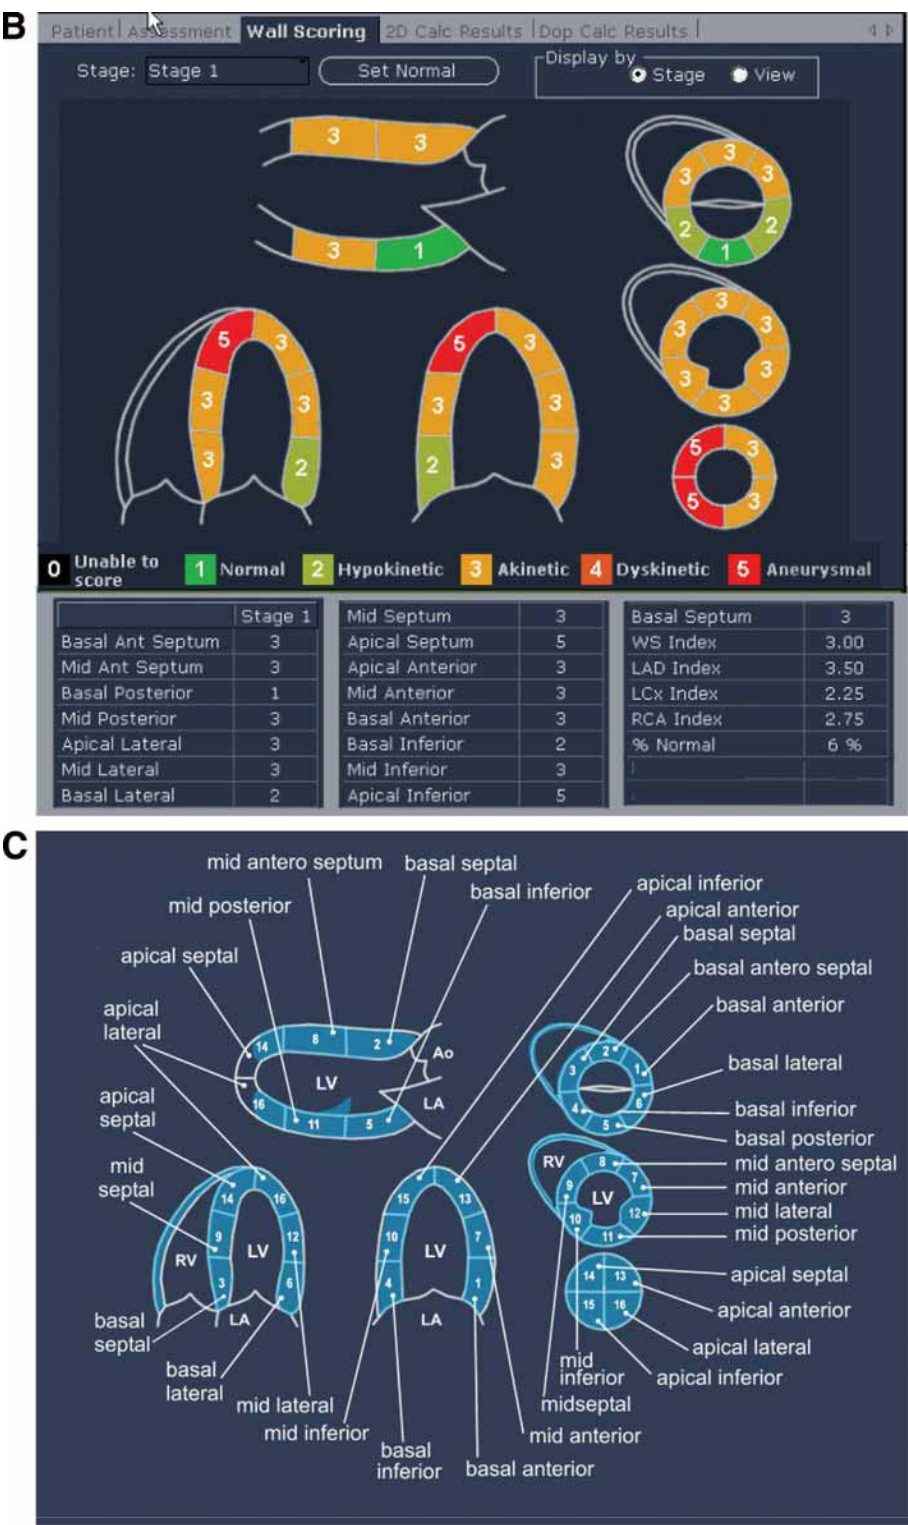 B
Patient Assessment Wall Scoring 2D Calc Results Dop Calc Results
Stage: Stage 1 Set Normal Display by Stage View
3 3
3 1
3 3 3 2 2 1
3 3 3 3 3 3
5 3 3 3 3 2
5 3 3 3 2 3
5 3 5 3
0 Unable to score 1 Normal 2 Hypokinetic 3 Akinetic 4 Dyskinetic 5 Aneurysmal
Stage 1
Basal Ant Septum 3
Mid Ant Septum 3
Basal Posterior 1
Mid Posterior 3
Apical Lateral 3
Mid Lateral 3
Basal Lateral 2
Mid Septum 3
Apical Septum 5
Apical Anterior 3
Mid Anterior 3
Basal Anterior 3
Basal Inferior 2
Mid Inferior 3
Apical Inferior 5
Basal Septum 3
WS Index 3.00
LAD Index 3.50
LCx Index 2.25
RCA Index 2.75
% Normal 6 %
C
mid antero septum
basal septal
basal inferior
mid posterior
apical septal
apical
lateral
14 8 2 Ao
LV LA
16 11 5
apical
septal
mid
septal
14 16
9 12
RV LV
3 6
LA
basal
septal
basal
lateral
mid lateral
15 13
10 7
LV
4 1
LA
mid inferior
basal
inferior
basal anterior
mid anterior
apical inferior
apical anterior
basal septal
basal antero septal
basal anterior
basal lateral
basal inferior
basal posterior
2 1 3 6 4 5
mid antero septal
mid anterior
mid lateral
mid posterior
RV 8 7 9 LV 12 10 11
apical septal
apical anterior
apical lateral
apical inferior
14 13
15 16
mid
inferior
midseptal